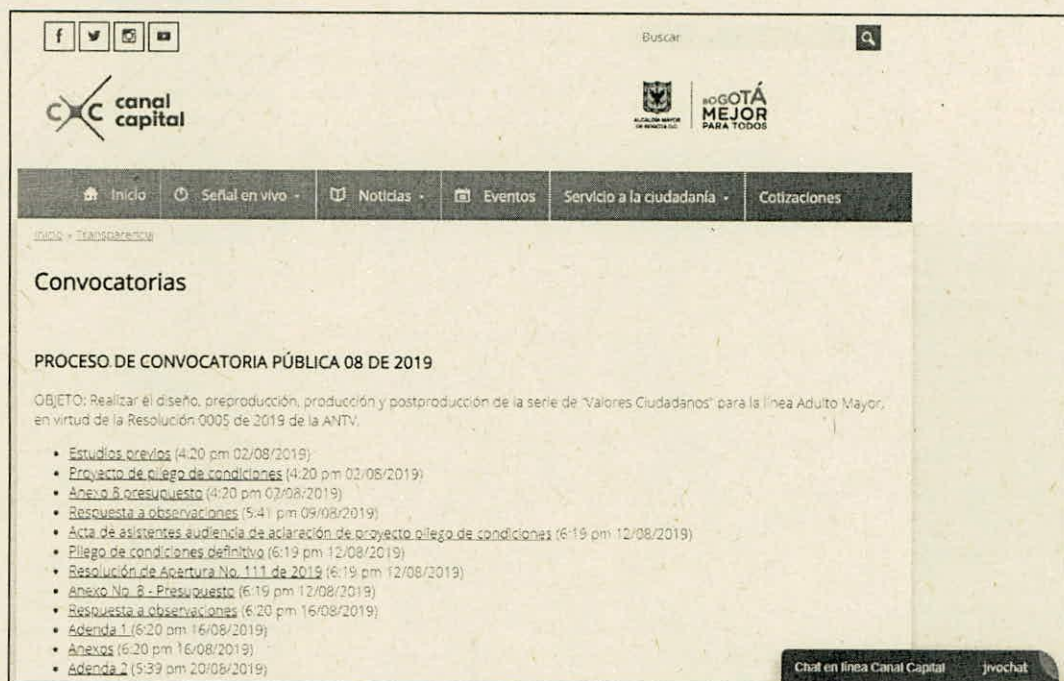 Buscar
canal
capital
ALCALDÍA MAYOR
DE BOGOTÁ D.C.
BOGOTÁ
MEJOR
PARA TODOS
Inicio
Señal en vivo
Noticias
Eventos
Servicio a la ciudadanía
Cotizaciones
Inicio » Transparencia
Convocatorias
PROCESO DE CONVOCATORIA PÚBLICA 08 DE 2019
OBJETO: Realizar el diseño, preproducción, producción y postproducción de la serie de "Valores Ciudadanos" para la línea Adulto Mayor,
en virtud de la Resolución 0005 de 2019 de la ANTV.
• Estudios previos (4:20 pm 02/08/2019)
• Proyecto de pliego de condiciones (4:20 pm 02/08/2019)
• Anexo 8 presupuesto (4:20 pm 02/08/2019)
• Respuesta a observaciones (5:41 pm 09/08/2019)
• Acta de asistentes audiencia de aclaración de proyecto pliego de condiciones (6:19 pm 12/08/2019)
• Pliego de condiciones definitivo (6:19 pm 12/08/2019)
• Resolución de Apertura No. 111 de 2019 (6:19 pm 12/08/2019)
• Anexo No. 8 - Presupuesto (6:19 pm 12/08/2019)
• Respuesta a observaciones (6:20 pm 16/08/2019)
• Adenda 1 (6:20 pm 16/08/2019)
• Anexos (6:20 pm 16/08/2019)
• Adenda 2 (5:39 pm 20/08/2019)
Chat en línea Canal Capital jivochat